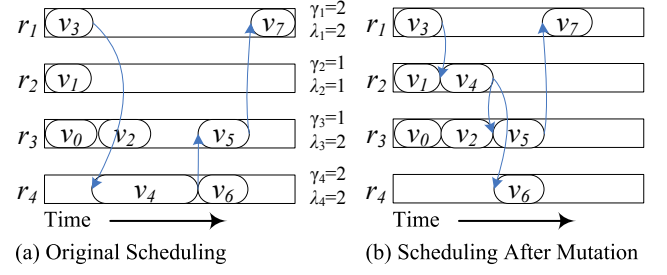 r1 v3 v7 γ1=2 λ1=2 r1 v3 v7
r2 v1 γ2=1 λ2=1 r2 v1 v4
r3 v0 v2 v5 γ3=1 λ3=2 r3 v0 v2 v5
r4 v4 v6 γ4=2 λ4=2 r4 v6
Time Time
(a) Original Scheduling (b) Scheduling After Mutation